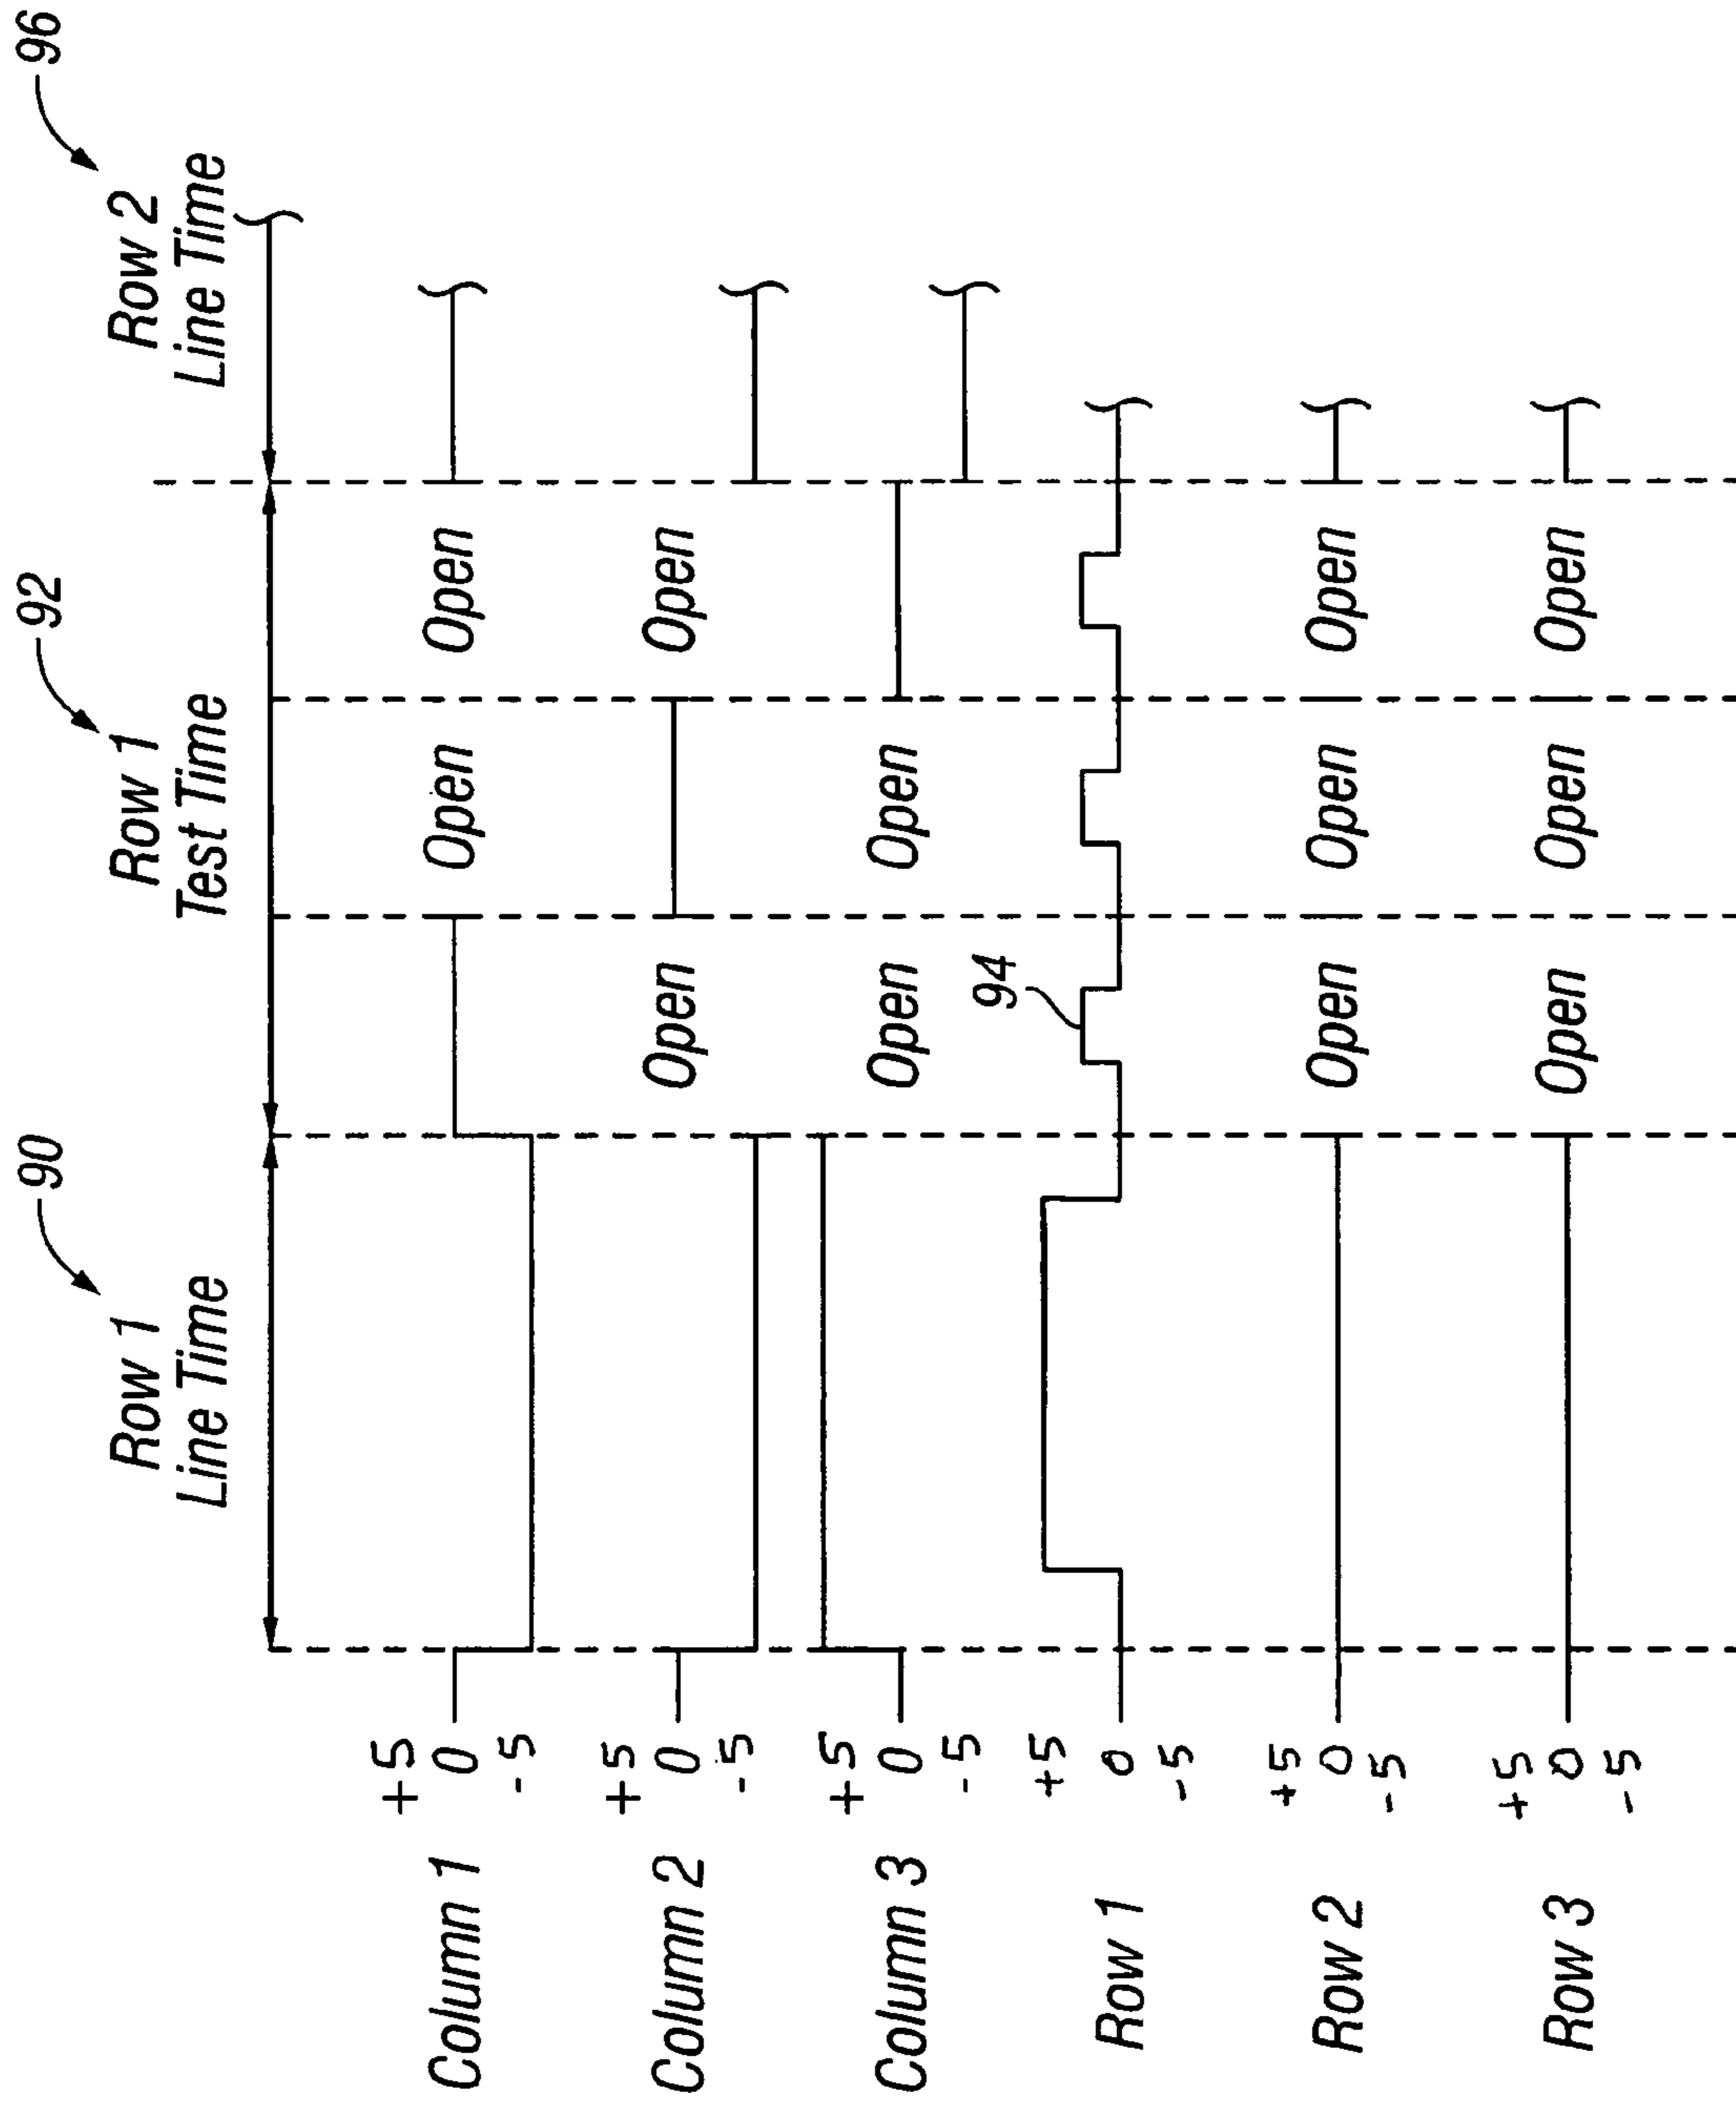 90
92
96
Row 1
Line Time
Row 1
Test Time
Row 2
Line Time
Column 1
+5
0
-5
Open
Open
Column 2
+5
0
-5
Open
Open
Column 3
+5
0
-5
Open
Open
94
Row 1
+5
0
-5
Row 2
+5
0
-5
Open
Open
Open
Row 3
+5
0
-5
Open
Open
Open